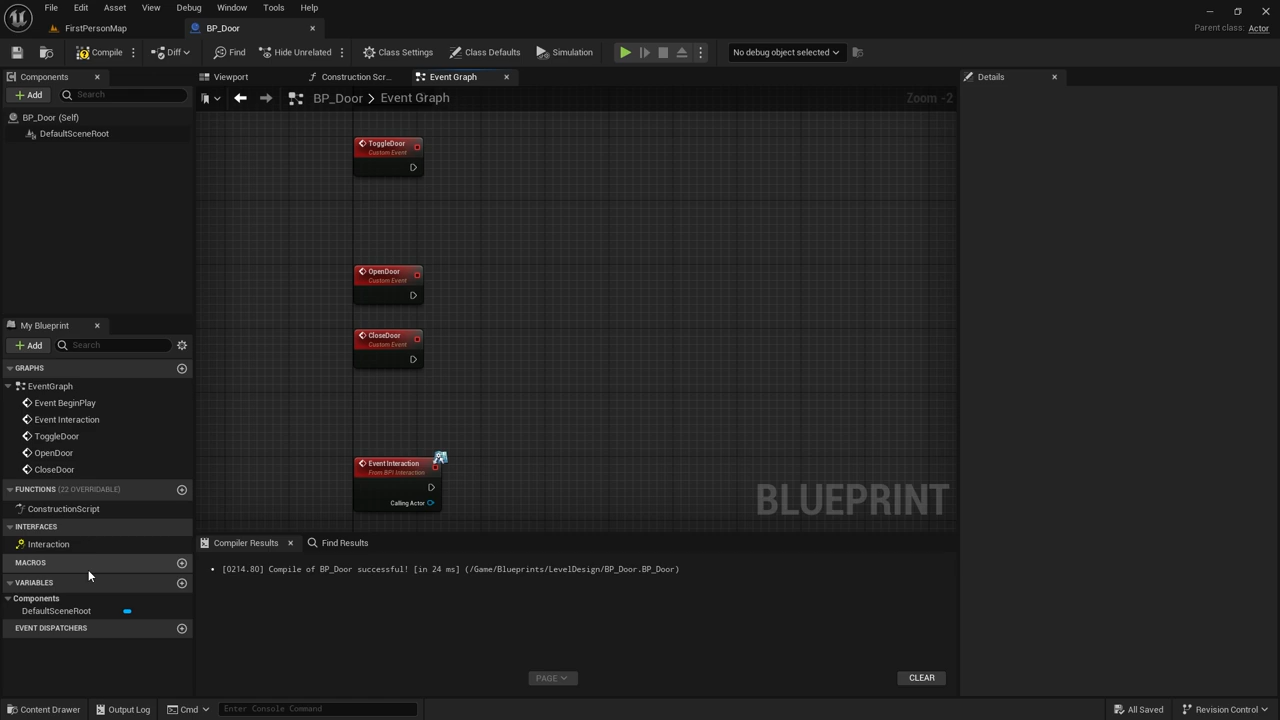 File Edit Asset View Debug Window Tools Help
FirstPersonMap BP_Door Parent class: Actor
Compile Diff Find Hide Unrelated Class Settings Class Defaults Simulation No debug object selected
Components Viewport Construction Scr... Event Graph Details
Add Search BP_Door > Event Graph Zoom -2
BP_Door (Self)
DefaultSceneRoot
ToggleDoor
Custom Event
OpenDoor
Custom Event
CloseDoor
Custom Event
Event Interaction
From BPI Interaction
Calling Actor
BLUEPRINT
My Blueprint
Add Search
GRAPHS
EventGraph
Event BeginPlay
Event Interaction
ToggleDoor
OpenDoor
CloseDoor
FUNCTIONS (22 OVERRIDABLE)
ConstructionScript
INTERFACES
Interaction
MACROS
VARIABLES
Components
DefaultSceneRoot
EVENT DISPATCHERS
Compiler Results Find Results
[0214.80] Compile of BP_Door successful! [in 24 ms] (/Game/Blueprints/LevelDesign/BP_Door.BP_Door)
PAGE CLEAR
Content Drawer Output Log Cmd Enter Console Command All Saved Revision Control